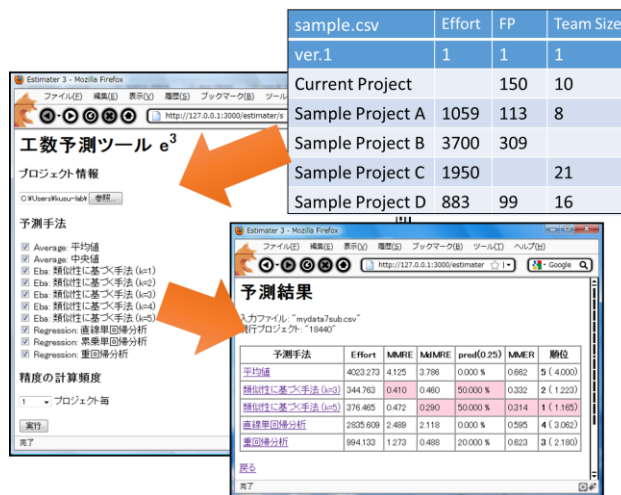 sample.csv Effort FP Team Size
ver.1 1 1 1
Current Project 150 10
Sample Project A 1059 113 8
Sample Project B 3700 309
Sample Project C 1950 21
Sample Project D 883 99 16
Estimater 3 - Mozilla Firefox
ファイル(F) 編集(E) 表示(V) 履歴(S) ブックマーク(B) ツール
http://127.0.0.1:3000/estimater/s
工数予測ツール e³
プロジェクト情報
C:¥Users¥kusu-lab¥ 参照...
予測手法
Average: 平均値
Average: 中央値
Eba: 類似性に基づく手法 (k=1)
Eba: 類似性に基づく手法 (k=2)
Eba: 類似性に基づく手法 (k=3)
Eba: 類似性に基づく手法 (k=4)
Eba: 類似性に基づく手法 (k=5)
Regression: 直線単回帰分析
Regression: 累乗単回帰分析
Regression: 重回帰分析
精度の計算頻度
1 プロジェクト毎
実行
完了
Estimater 3 - Mozilla Firefox
ファイル(F) 編集(E) 表示(V) 履歴(S) ブックマーク(B) ツール(T) ヘルプ(H)
http://127.0.0.1:3000/estimater Google
予測結果
入力ファイル: "mydata7sub.csv"
現行プロジェクト: "18440"
予測手法 Effort MMRE MdMRE pred(0.25) MMER 順位
平均値 4023.273 4.125 3.786 0.000 % 0.662 5 ( 4.000)
類似性に基づく手法 (k=3) 344.763 0.410 0.460 50.000 % 0.332 2 ( 1.223)
類似性に基づく手法 (k=5) 376.465 0.472 0.290 50.000 % 0.314 1 ( 1.165)
直線単回帰分析 2835.609 2.489 2.118 0.000 % 0.595 4 ( 3.062)
重回帰分析 994.133 1.273 0.488 20.000 % 0.623 3 ( 2.180)
戻る
完了